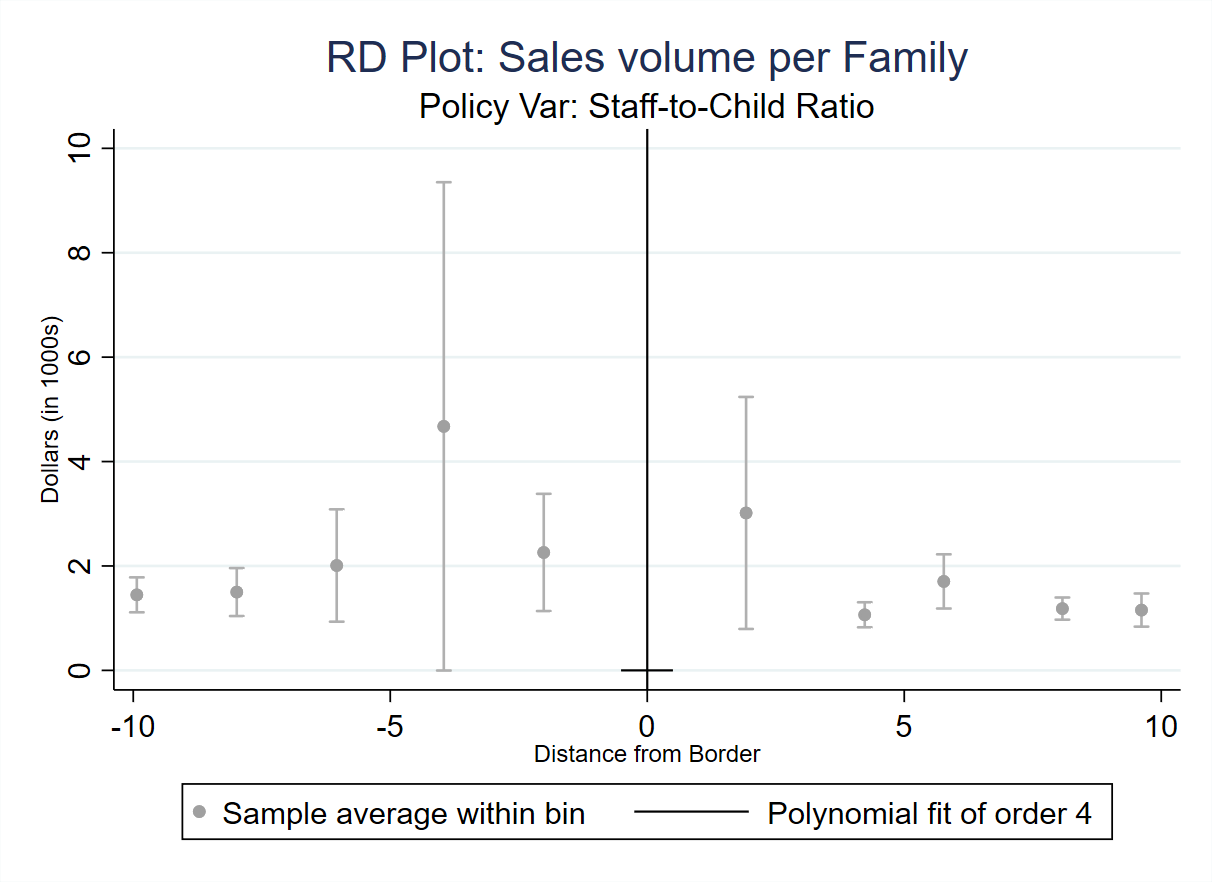 RD Plot: Sales volume per Family
Policy Var: Staff-to-Child Ratio
Dollars (in 1000s)
10
8
6
4
2
0
-10 -5 0 5 10
Distance from Border
Sample average within bin Polynomial fit of order 4